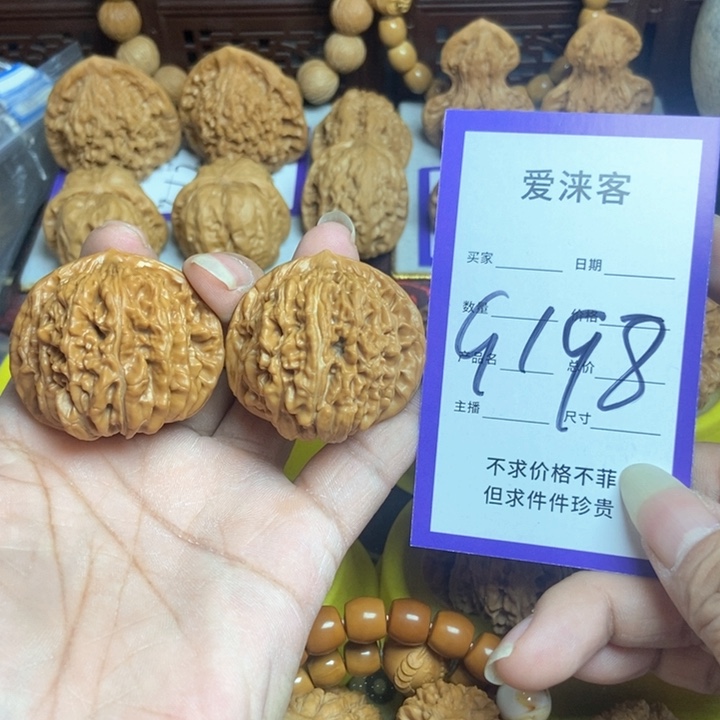 爱涞客
买家 日期
数量 价格
产品名 总价
主播 尺寸
G198
不求价格不菲
但求件件珍贵